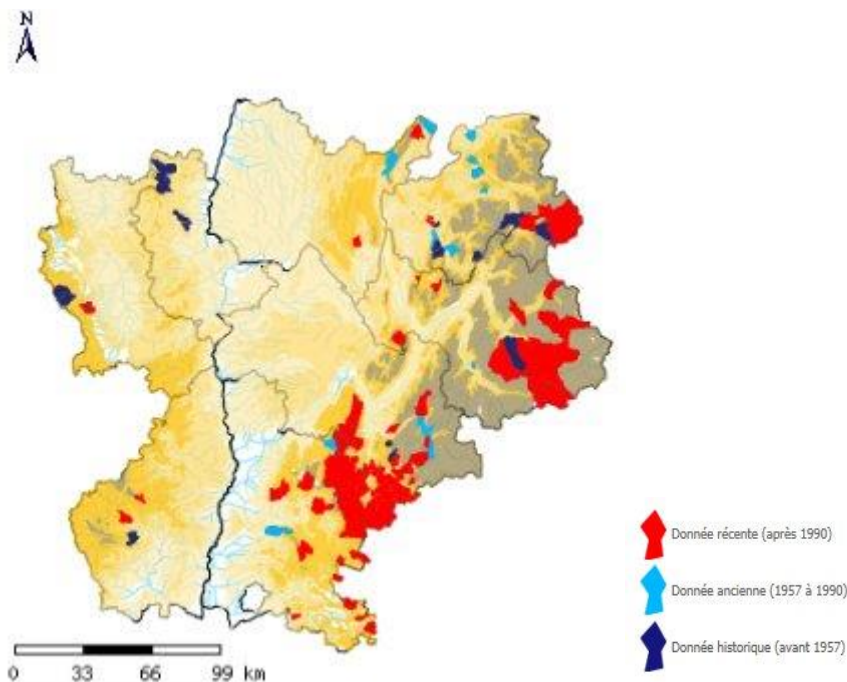 N
Donnée récente (après 1990)
Donnée ancienne (1957 à 1990)
Donnée historique (avant 1957)
0 33 66 99 km